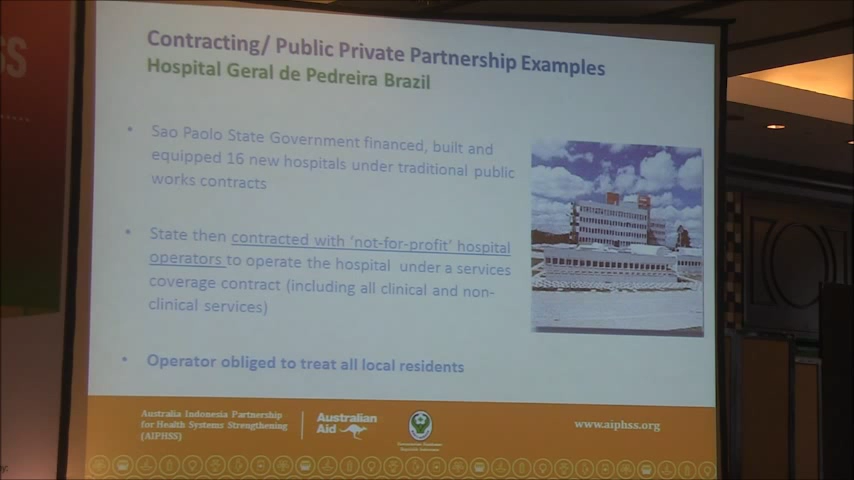 SS
Contracting/ Public Private Partnership Examples
Hospital Geral de Pedreira Brazil
• Sao Paolo State Government financed, built and
equipped 16 new hospitals under traditional public
works contracts
• State then contracted with ‘not-for-profit’ hospital
operators to operate the hospital under a services
coverage contract (including all clinical and non-
clinical services)
• Operator obliged to treat all local residents
Australia Indonesia Partnership
for Health Systems Strengthening
(AIPHSS)
Australian
Aid
www.aiphss.org
y: